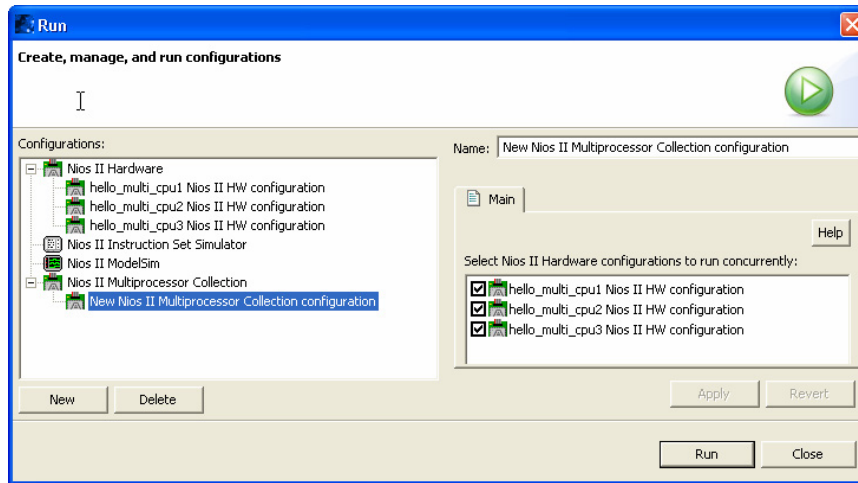 Run
Create, manage, and run configurations
Configurations:
Nios II Hardware
hello_multi_cpu1 Nios II HW configuration
hello_multi_cpu2 Nios II HW configuration
hello_multi_cpu3 Nios II HW configuration
Nios II Instruction Set Simulator
Nios II ModelSim
Nios II Multiprocessor Collection
New Nios II Multiprocessor Collection configuration
New
Delete
Name: New Nios II Multiprocessor Collection configuration
Main
Help
Select Nios II Hardware configurations to run concurrently:
hello_multi_cpu1 Nios II HW configuration
hello_multi_cpu2 Nios II HW configuration
hello_multi_cpu3 Nios II HW configuration
Apply
Revert
Run
Close